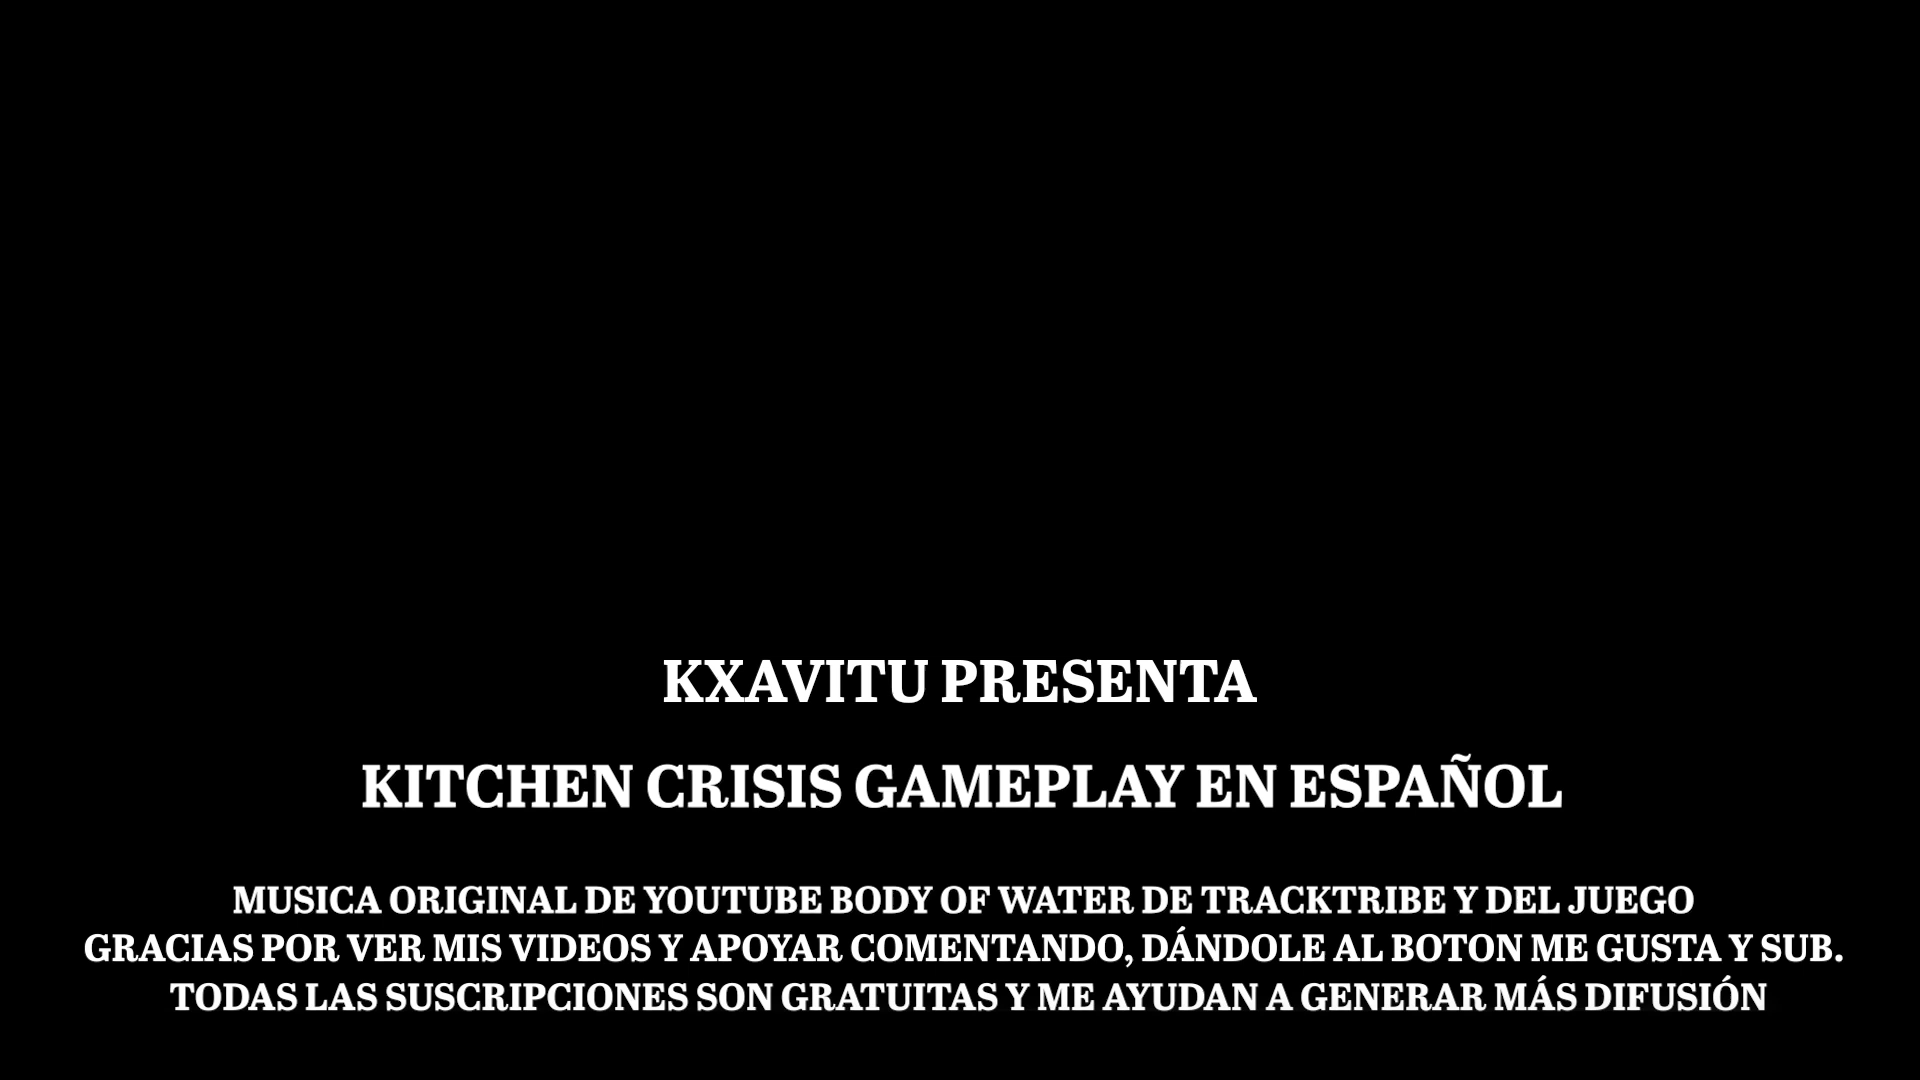 KXAVITU PRESENTA
KITCHEN CRISIS GAMEPLAY EN ESPAÑOL
MUSICA ORIGINAL DE YOUTUBE BODY OF WATER DE TRACKTRIBE Y DEL JUEGO
GRACIAS POR VER MIS VIDEOS Y APOYAR COMENTANDO, DÁNDOLE AL BOTON ME GUSTA Y SUB.
TODAS LAS SUSCRIPCIONES SON GRATUITAS Y ME AYUDAN A GENERAR MÁS DIFUSIÓN